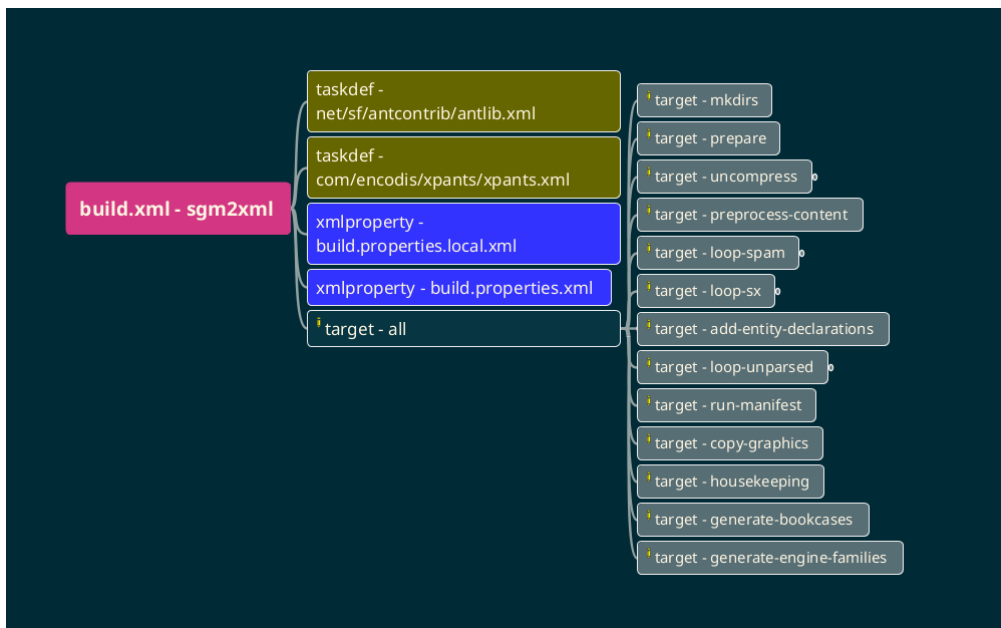 build.xml - sgm2xml
taskdef -
net/sf/antcontrib/antlib.xml
taskdef -
com/encodis/xpants/xpants.xml
xmlproperty -
build.properties.local.xml
xmlproperty - build.properties.xml
target - all
target - mkdirs
target - prepare
target - uncompress
target - preprocess-content
target - loop-spam
target - loop-sx
target - add-entity-declarations
target - loop-unparsed
target - run-manifest
target - copy-graphics
target - housekeeping
target - generate-bookcases
target - generate-engine-families